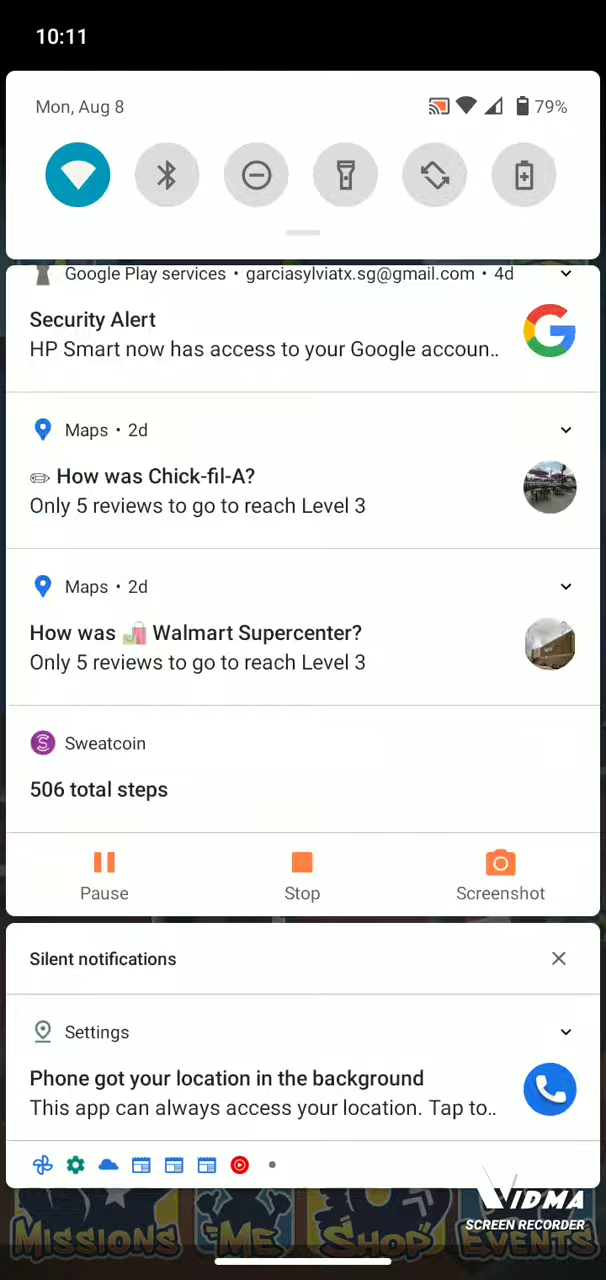 10:11
Mon, Aug 8
79%
Google Play services • garciasylviatx.sg@gmail.com • 4d
Security Alert
HP Smart now has access to your Google accoun..
Maps • 2d
✏ How was Chick-fil-A?
Only 5 reviews to go to reach Level 3
Maps • 2d
How was 🛍 Walmart Supercenter?
Only 5 reviews to go to reach Level 3
Sweatcoin
506 total steps
Pause Stop Screenshot
Silent notifications
Settings
Phone got your location in the background
This app can always access your location. Tap to..
VIDMA
SCREEN RECORDER
MISSIONS ME SHOP EVENTS